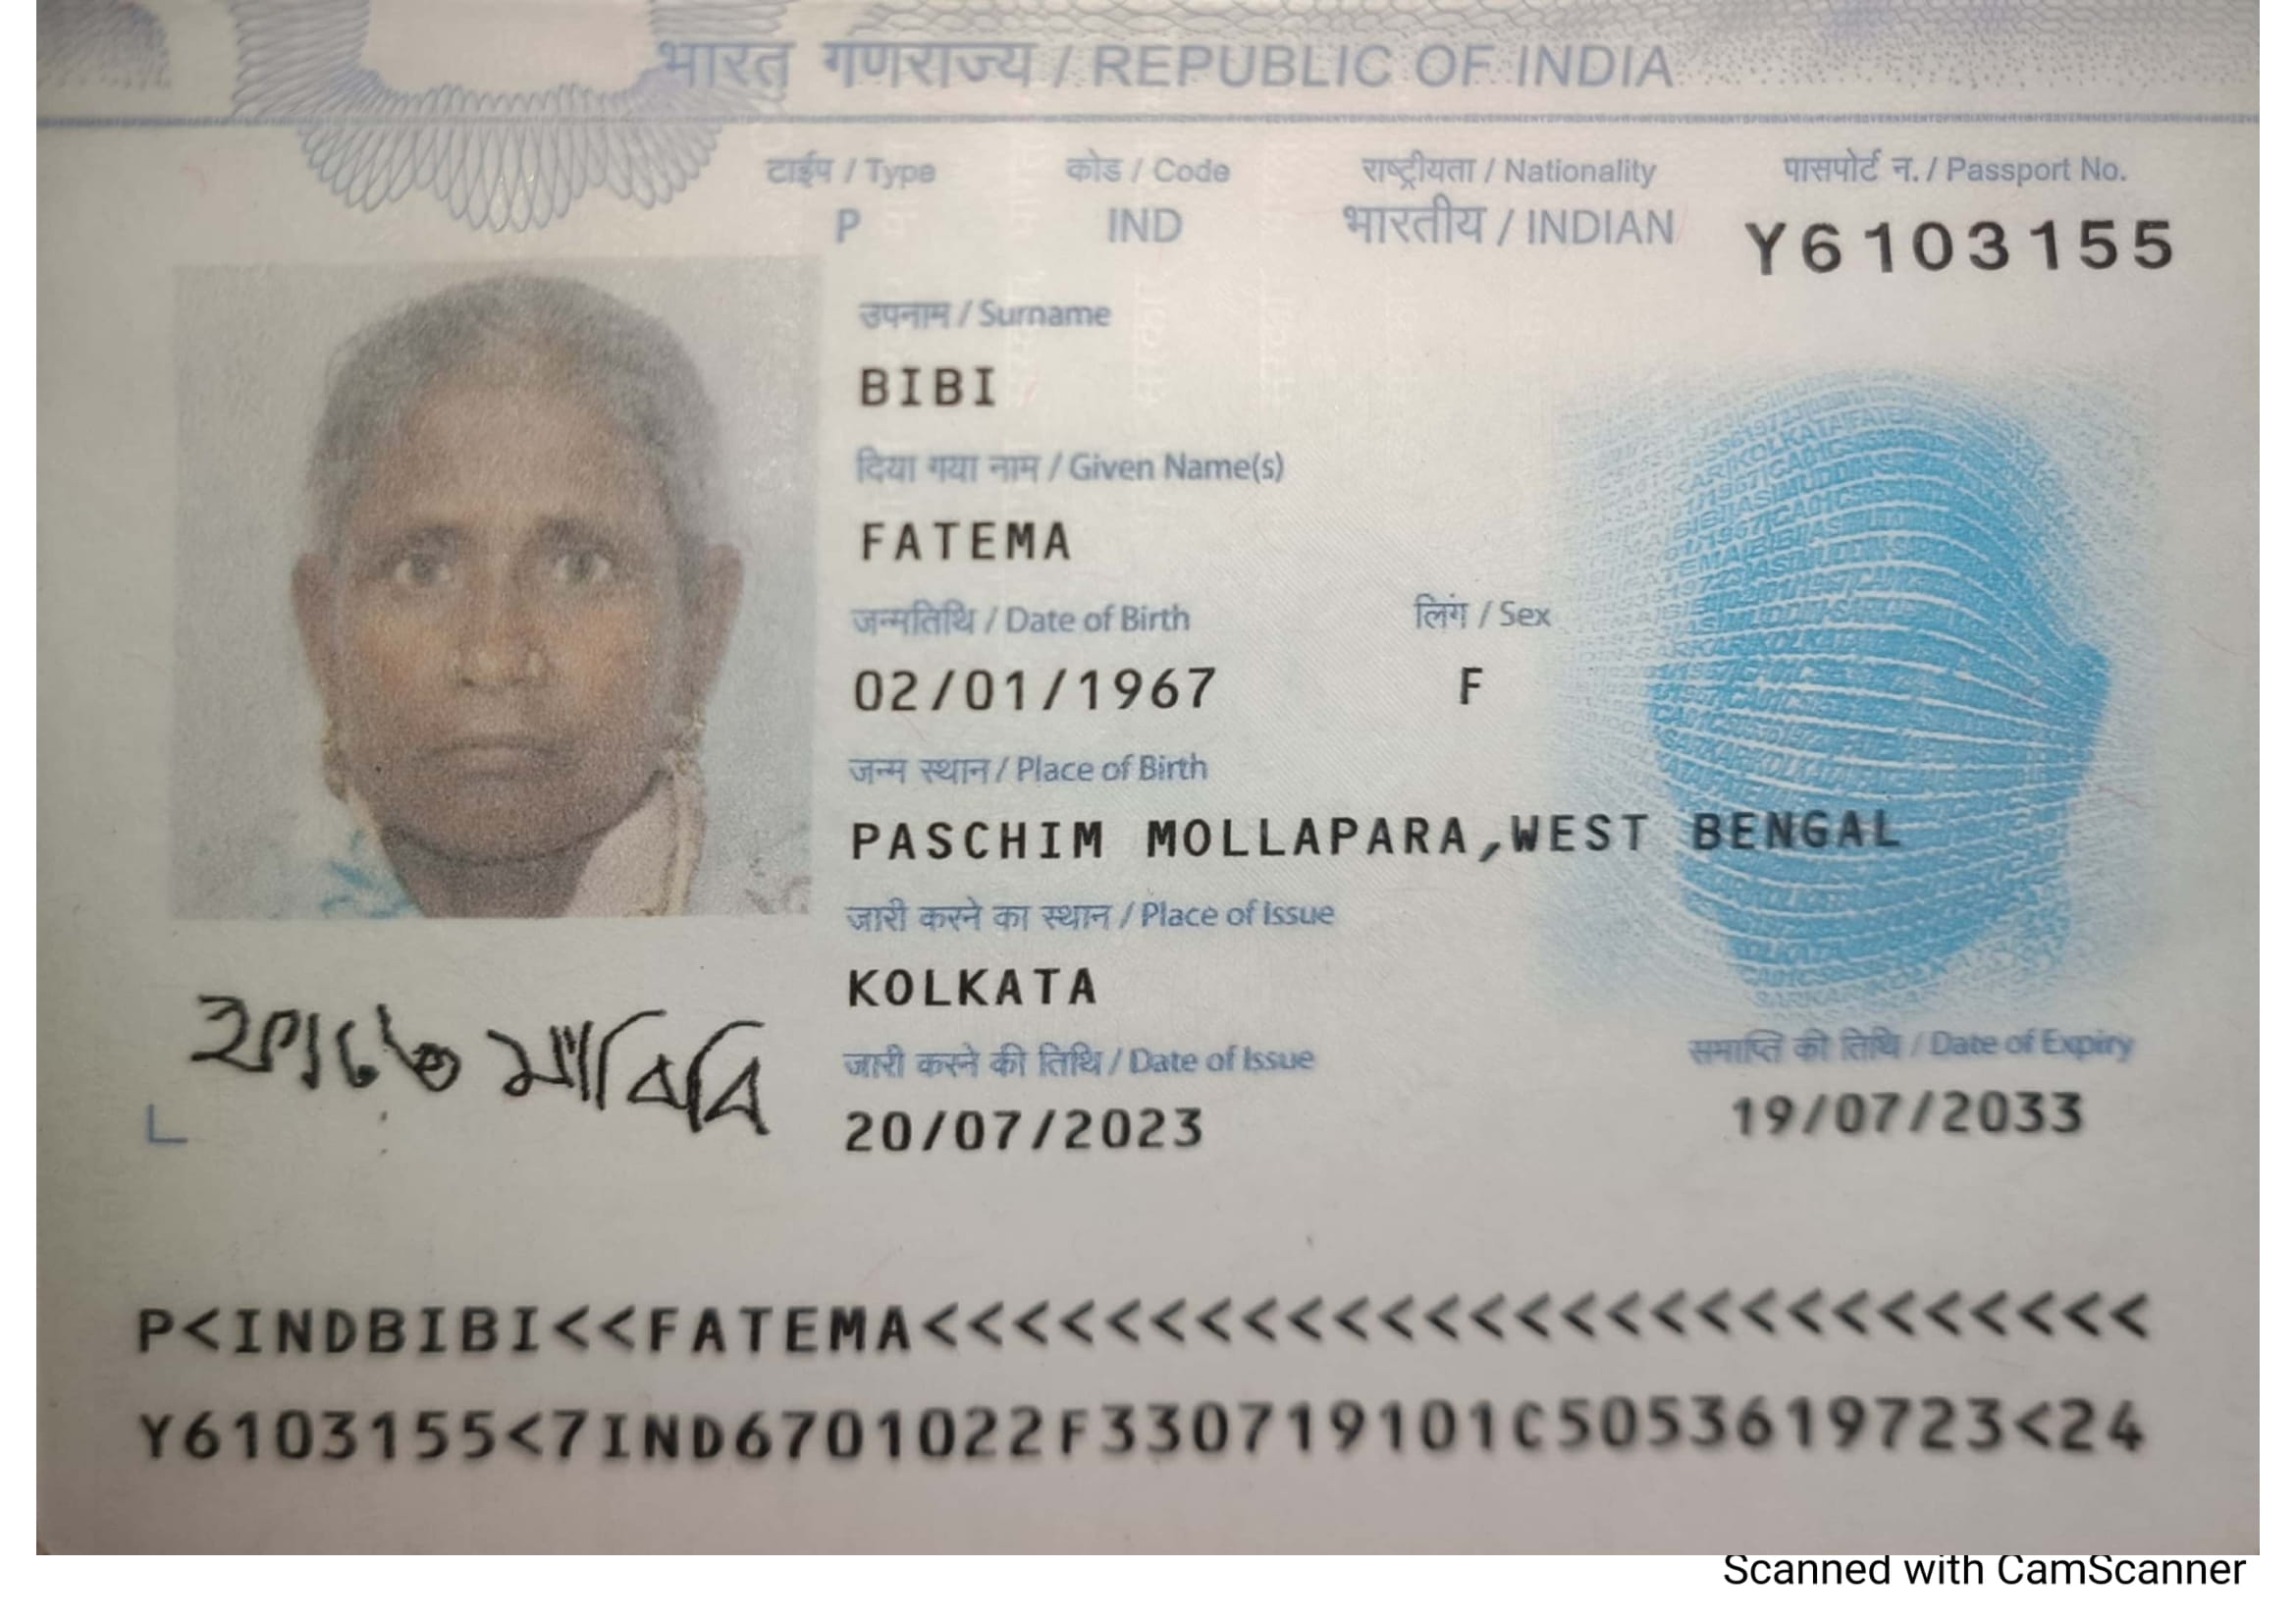 भारत गणराज्य / REPUBLIC OF INDIA
टाईप / Type
कोड / Code
राष्ट्रीयता / Nationality
पासपोर्ट न. / Passport No.
P
IND
भारतीय / INDIAN
Y6103155
उपनाम / Surname
BIBI
दिया गया नाम / Given Name(s)
FATEMA
जन्मतिथि / Date of Birth
लिंग / Sex
02/01/1967
F
जन्म स्थान / Place of Birth
PASCHIM MOLLAPARA,WEST BENGAL
जारी करने का स्थान / Place of Issue
KOLKATA
ফাতেমা বিবি
जारी करने की तिथि / Date of Issue
समाप्ति की तिथि / Date of Expiry
20/07/2023
19/07/2033
P<INDBIBI<<FATEMA<<<<<<<<<<<<<<<<<<<<<<<<<<<
Y6103155<7IND6701022F330719101C5053619723<24
Scanned with CamScanner